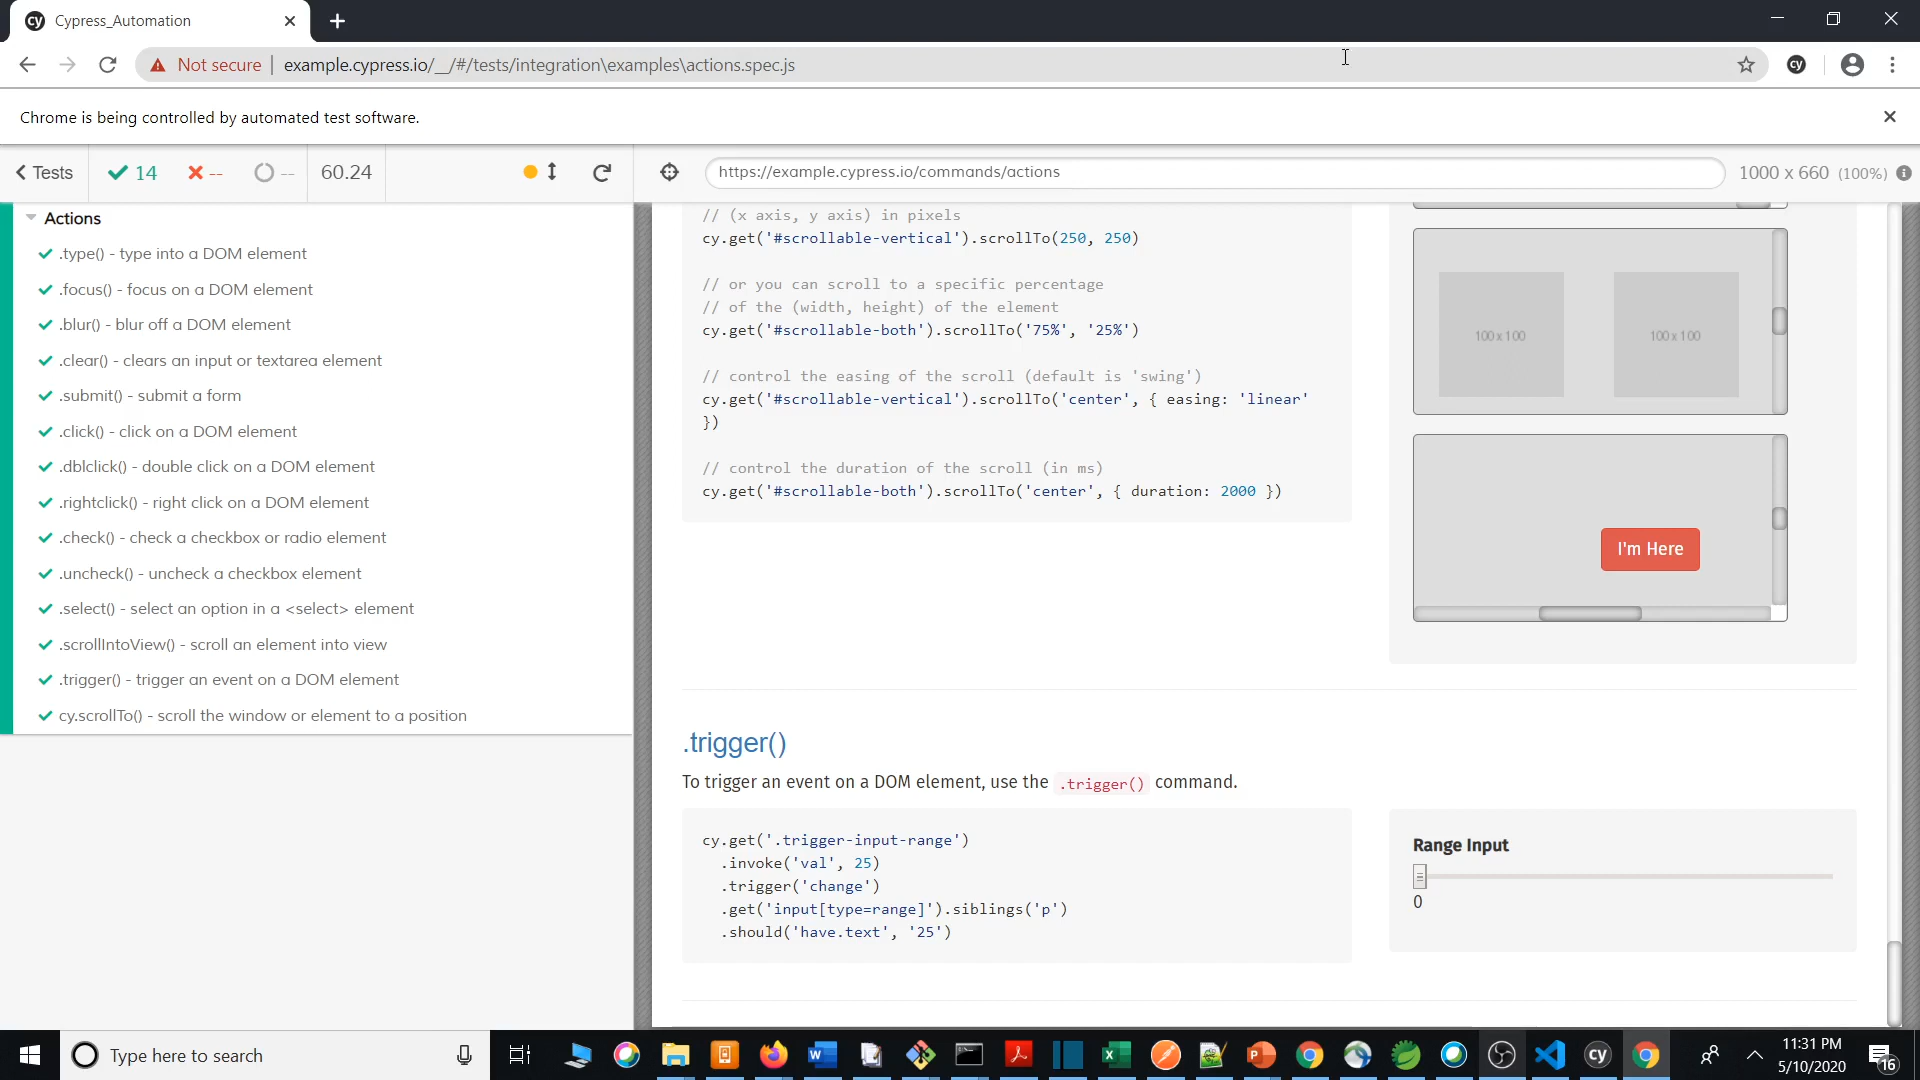 cy Cypress_Automation
Not secure example.cypress.io/__/#/tests/integration\examples\actions.spec.js cy
Chrome is being controlled by automated test software.
Tests 14 -- -- 60.24
https://example.cypress.io/commands/actions 1000 x 660 (100%)
Actions
.type() - type into a DOM element
.focus() - focus on a DOM element
.blur() - blur off a DOM element
.clear() - clears an input or textarea element
.submit() - submit a form
.click() - click on a DOM element
.dblclick() - double click on a DOM element
.rightclick() - right click on a DOM element
.check() - check a checkbox or radio element
.uncheck() - uncheck a checkbox element
.select() - select an option in a <select> element
.scrollIntoView() - scroll an element into view
.trigger() - trigger an event on a DOM element
cy.scrollTo() - scroll the window or element to a position
// (x axis, y axis) in pixels
cy.get('#scrollable-vertical').scrollTo(250, 250)
// or you can scroll to a specific percentage
// of the (width, height) of the element
cy.get('#scrollable-both').scrollTo('75%', '25%')
// control the easing of the scroll (default is 'swing')
cy.get('#scrollable-vertical').scrollTo('center', { easing: 'linear'
})
// control the duration of the scroll (in ms)
cy.get('#scrollable-both').scrollTo('center', { duration: 2000 })
100 x 100 100 x 100
I'm Here
.trigger()
To trigger an event on a DOM element, use the .trigger() command.
cy.get('.trigger-input-range')
.invoke('val', 25)
.trigger('change')
.get('input[type=range]').siblings('p')
.should('have.text', '25')
Range Input
0
Type here to search
cy
11:31 PM
5/10/2020
16